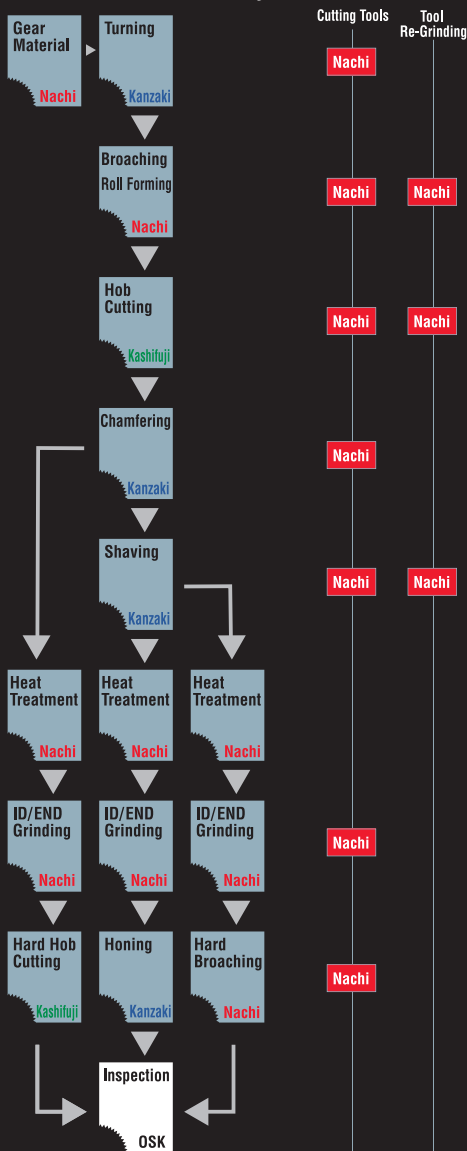 Cutting Tools
Tool
Re-Grinding
Gear
Material
Nachi
Turning
Kanzaki
Nachi
Broaching
Roll Forming
Nachi
Nachi
Nachi
Hob
Cutting
Kashifuji
Nachi
Nachi
Chamfering
Kanzaki
Nachi
Shaving
Kanzaki
Nachi
Nachi
Heat
Treatment
Nachi
Heat
Treatment
Nachi
Heat
Treatment
Nachi
ID/END
Grinding
Nachi
ID/END
Grinding
Nachi
ID/END
Grinding
Nachi
Nachi
Hard Hob
Cutting
Kashifuji
Honing
Kanzaki
Hard
Broaching
Nachi
Nachi
Inspection
OSK